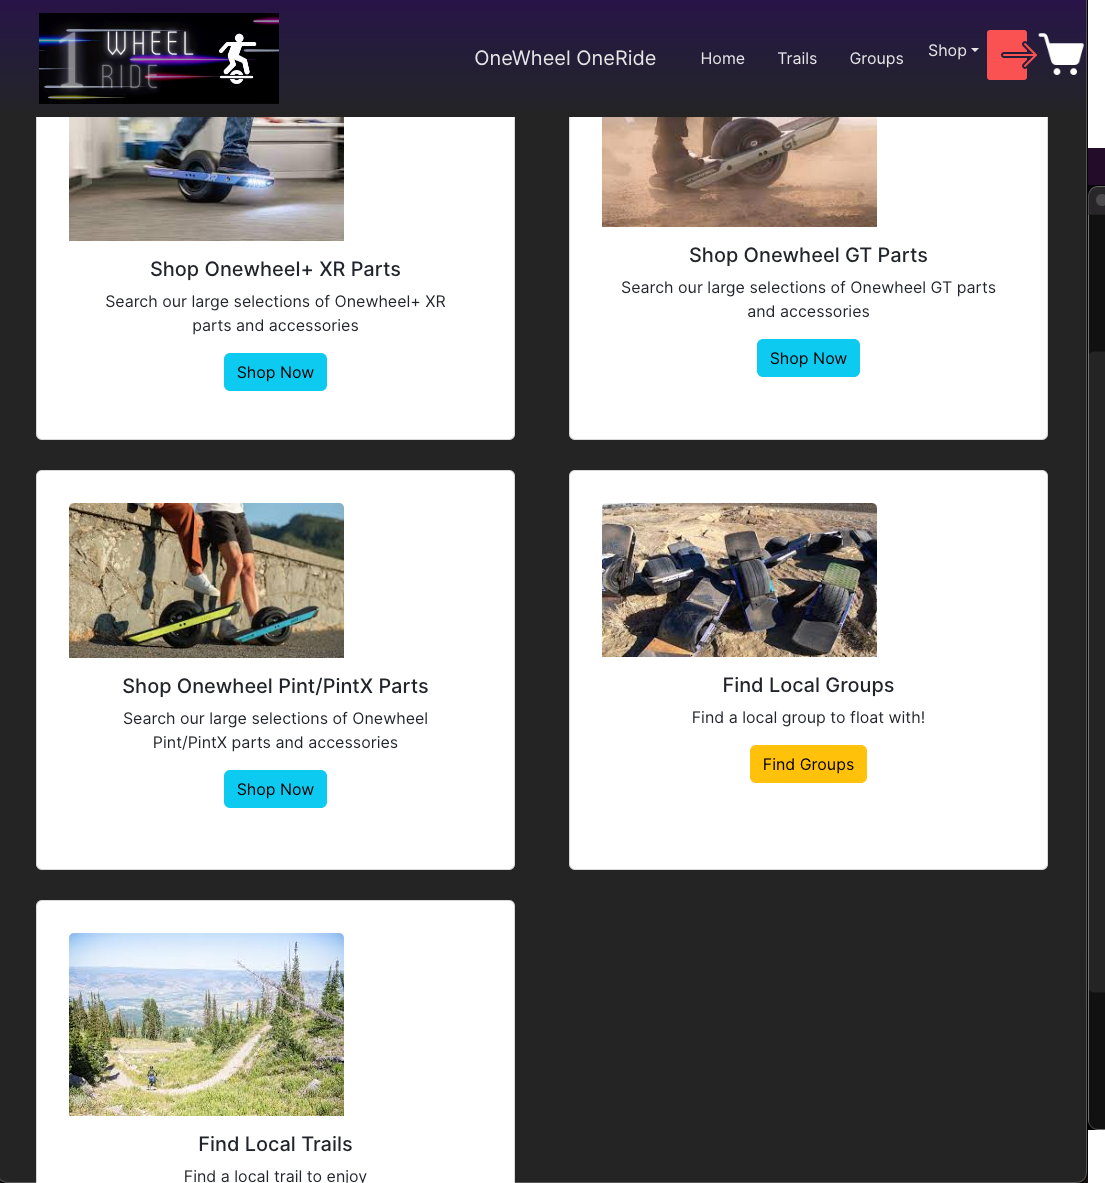 1 WHEEL
RIDE
OneWheel OneRide
Home
Trails
Groups
Shop
XR
GT
Shop Onewheel+ XR Parts
Search our large selections of Onewheel+ XR
parts and accessories
Shop Now
Shop Onewheel GT Parts
Search our large selections of Onewheel GT parts
and accessories
Shop Now
Shop Onewheel Pint/PintX Parts
Search our large selections of Onewheel
Pint/PintX parts and accessories
Shop Now
Find Local Groups
Find a local group to float with!
Find Groups
Find Local Trails
Find a local trail to enjoy